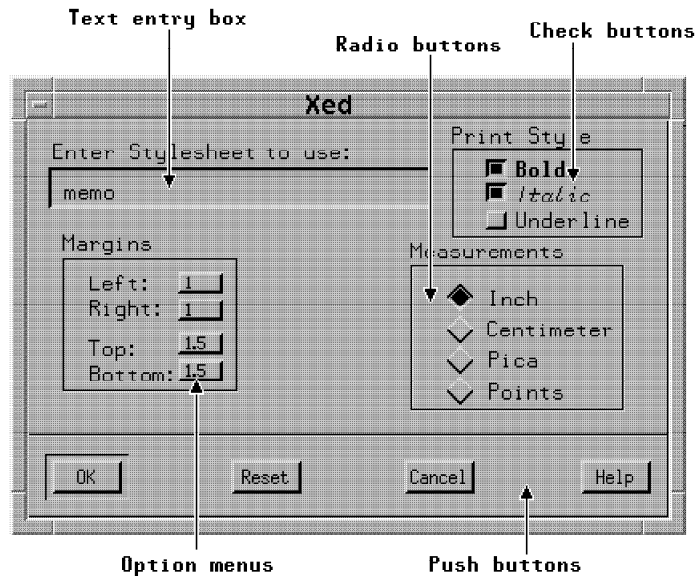 Text entry box
Radio buttons
Check buttons
Xed
Enter Stylesheet to use:
memo
Print Style
Bold
Italic
Underline
Margins
Left: 1
Right: 1
Top: 1.5
Bottom: 1.5
Measurements
Inch
Centimeter
Pica
Points
OK
Reset
Cancel
Help
Option menus
Push buttons